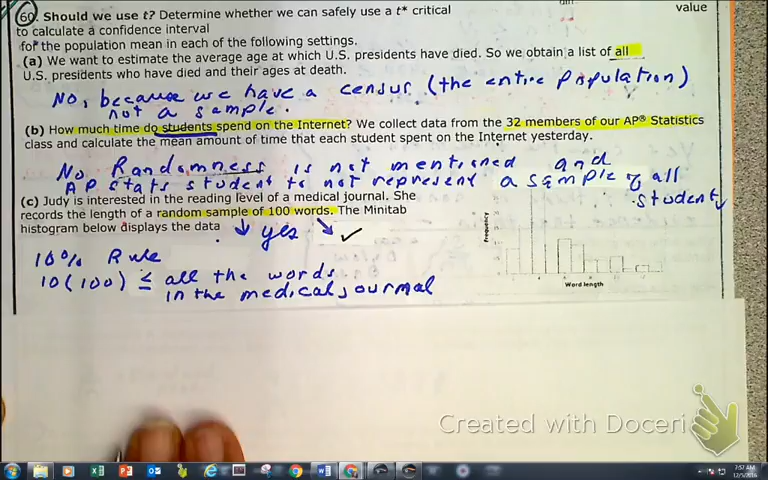 60. Should we use t? Determine whether we can safely use a t* critical value
to calculate a confidence interval
for the population mean in each of the following settings.
(a) We want to estimate the average age at which U.S. presidents have died. So we obtain a list of all
U.S. presidents who have died and their ages at death.
No, because we have a census (the entire population)
not a sample.
(b) How much time do students spend on the Internet? We collect data from the 32 members of our AP® Statistics
class and calculate the mean amount of time that each student spent on the Internet yesterday.
No Randomness is not mentioned and
AP stats student to not represent a sample of all
student
(c) Judy is interested in the reading level of a medical journal. She
records the length of a random sample of 100 words. The Minitab
histogram below displays the data
yes
10% Rule
10(100) ≤ all the words
in the medical journal
Frequency
Word length
Created with Doceri
7:57 AM
12/5/2016